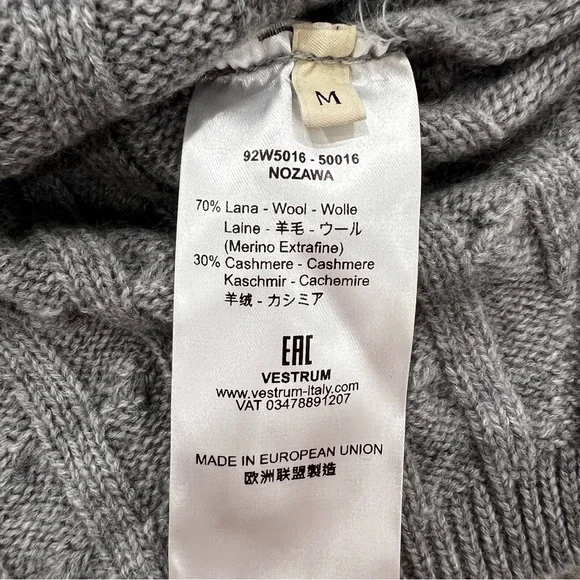 M
92W5016 - 50016
NOZAWA
70% Lana - Wool - Wolle
Laine - 羊毛 - ウール
(Merino Extrafine)
30% Cashmere - Cashmere
Kaschmir - Cachemire
羊绒 - カシミア
EAC
VESTRUM
www.vestrum-italy.com
VAT 03478891207
MADE IN EUROPEAN UNION
欧洲联盟製造